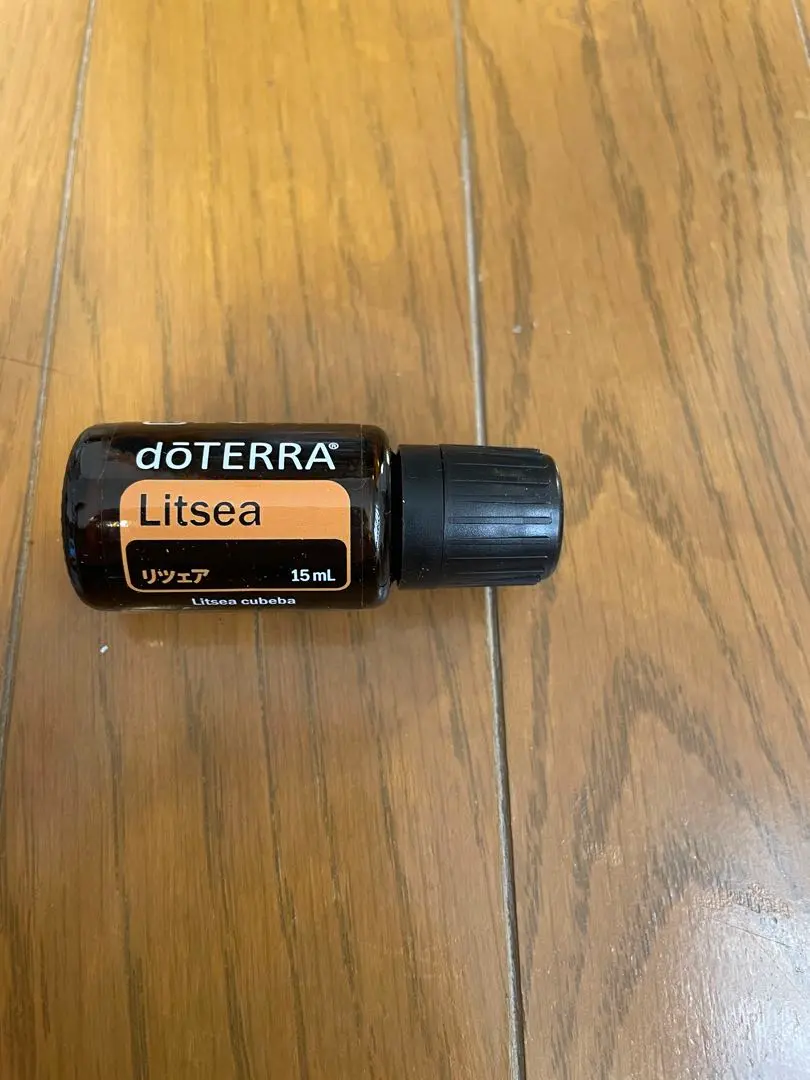 dōTERRA®
Litsea
リツェア 15 mL
Litsea cubeba